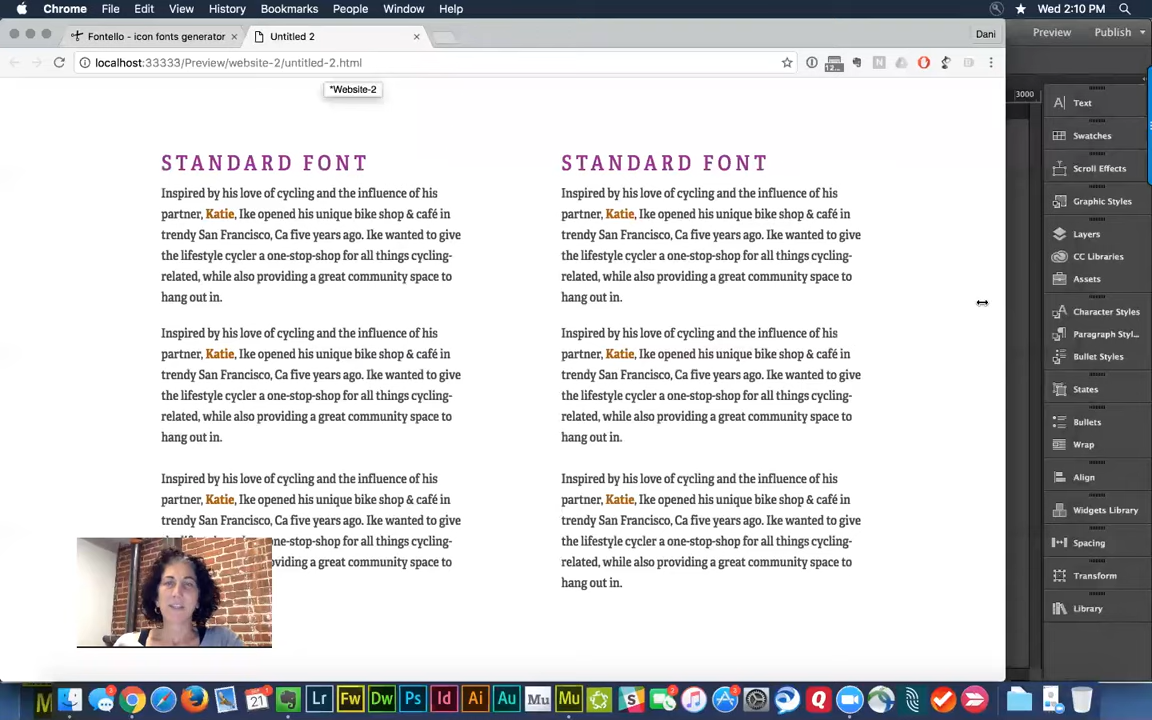 Chrome File Edit View History Bookmarks People Window Help Wed 2:10 PM
Fontello - icon fonts generator × Untitled 2 × Dani
Preview Publish
localhost:33333/Preview/website-2/untitled-2.html
*Website-2
3000
STANDARD FONT
Inspired by his love of cycling and the influence of his
partner, Katie, Ike opened his unique bike shop & café in
trendy San Francisco, Ca five years ago. Ike wanted to give
the lifestyle cycler a one-stop-shop for all things cycling-
related, while also providing a great community space to
hang out in.
Inspired by his love of cycling and the influence of his
partner, Katie, Ike opened his unique bike shop & café in
trendy San Francisco, Ca five years ago. Ike wanted to give
the lifestyle cycler a one-stop-shop for all things cycling-
related, while also providing a great community space to
hang out in.
Inspired by his love of cycling and the influence of his
partner, Katie, Ike opened his unique bike shop & café in
trendy San Francisco, Ca five years ago. Ike wanted to give
one-stop-shop for all things cycling-
oviding a great community space to
STANDARD FONT
Inspired by his love of cycling and the influence of his
partner, Katie, Ike opened his unique bike shop & café in
trendy San Francisco, Ca five years ago. Ike wanted to give
the lifestyle cycler a one-stop-shop for all things cycling-
related, while also providing a great community space to
hang out in.
Inspired by his love of cycling and the influence of his
partner, Katie, Ike opened his unique bike shop & café in
trendy San Francisco, Ca five years ago. Ike wanted to give
the lifestyle cycler a one-stop-shop for all things cycling-
related, while also providing a great community space to
hang out in.
Inspired by his love of cycling and the influence of his
partner, Katie, Ike opened his unique bike shop & café in
trendy San Francisco, Ca five years ago. Ike wanted to give
the lifestyle cycler a one-stop-shop for all things cycling-
related, while also providing a great community space to
hang out in.
Text
Swatches
Scroll Effects
Graphic Styles
Layers
CC Libraries
Assets
Character Styles
Paragraph Styl...
Bullet Styles
States
Bullets
Wrap
Align
Widgets Library
Spacing
Transform
Library
Mu 21 Lr Fw Dw Ps Id Ai Au Mu Mu